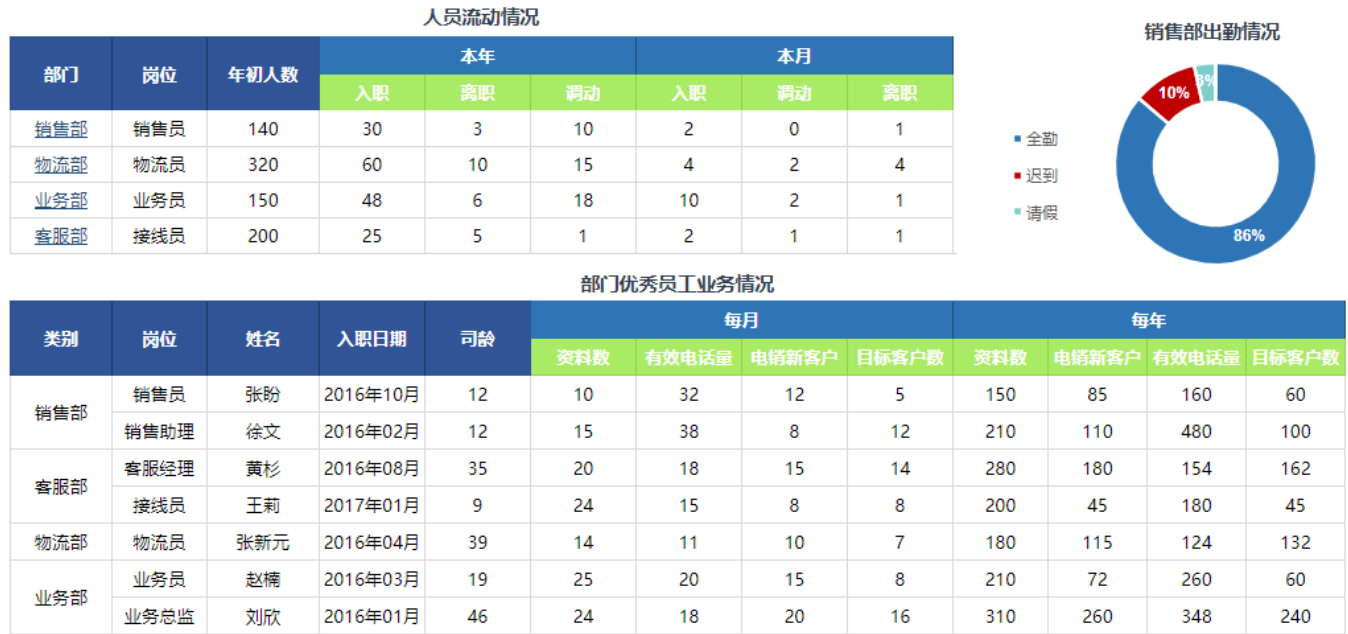 人员流动情况
部门 岗位 年初人数 本年 本月
入职 离职 调动 入职 调动 离职
销售部 销售员 140 30 3 10 2 0 1
物流部 物流员 320 60 10 15 4 2 4
业务部 业务员 150 48 6 18 10 2 1
客服部 接线员 200 25 5 1 2 1 1
销售部出勤情况
3%
10%
全勤
迟到
请假
86%
部门优秀员工业务情况
类别 岗位 姓名 入职日期 司龄 每月 每年
资料数 有效电话量 电销新客户 目标客户数 资料数 电销新客户 有效电话量 目标客户数
销售部 销售员 张盼 2016年10月 12 10 32 12 5 150 85 160 60
销售助理 徐文 2016年02月 12 15 38 8 12 210 110 480 100
客服部 客服经理 黄杉 2016年08月 35 20 18 15 14 280 180 154 162
接线员 王莉 2017年01月 9 24 15 8 8 200 45 180 45
物流部 物流员 张新元 2016年04月 39 14 11 10 7 180 115 124 132
业务部 业务员 赵楠 2016年03月 19 25 20 15 8 210 72 260 60
业务总监 刘欣 2016年01月 46 24 18 20 16 310 260 348 240